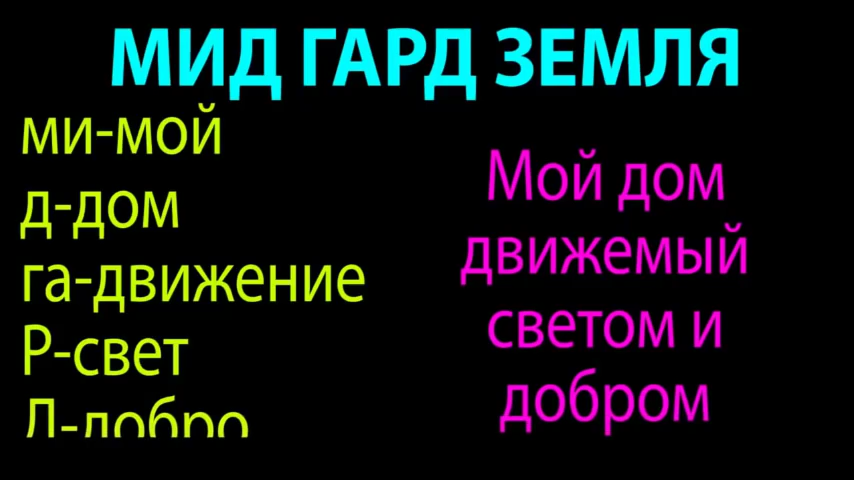 МИД ГАРД ЗЕМЛЯ
ми-мой
д-дом
га-движение
Р-свет
Д-добро
Мой дом
движемый
светом и
добром